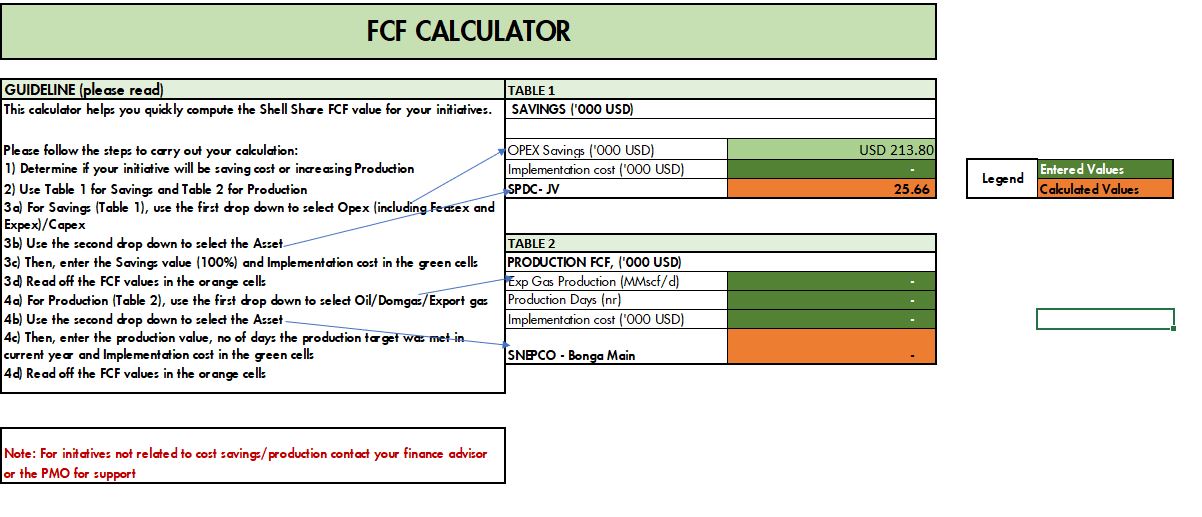 FCF CALCULATOR
GUIDELINE (please read)
This calculator helps you quickly compute the Shell Share FCF value for your initiatives.
Please follow the steps to carry out your calculation:
1) Determine if your initiative will be saving cost or increasing Production
2) Use Table 1 for Savings and Table 2 for Production
3a) For Savings (Table 1), use the first drop down to select Opex (including Feasex and
Expex)/Capex
3b) Use the second drop down to select the Asset
3c) Then, enter the Savings value (100%) and Implementation cost in the green cells
3d) Read off the FCF values in the orange cells
4a) For Production (Table 2), use the first drop down to select Oil/Domgas/Export gas
4b) Use the second drop down to select the Asset
4c) Then, enter the production value, no of days the production target was met in
current year and Implementation cost in the green cells
4d) Read off the FCF values in the orange cells
TABLE 1
SAVINGS ('000 USD)
OPEX Savings ('000 USD) USD 213.80
Implementation cost ('000 USD) -
SPDC- JV 25.66
TABLE 2
PRODUCTION FCF, ('000 USD)
Exp Gas Production (MMscf/d) -
Production Days (nr) -
Implementation cost ('000 USD) -
SNEPCO - Bonga Main -
Legend
Entered Values
Calculated Values
Note: For initatives not related to cost savings/production contact your finance advisor
or the PMO for support